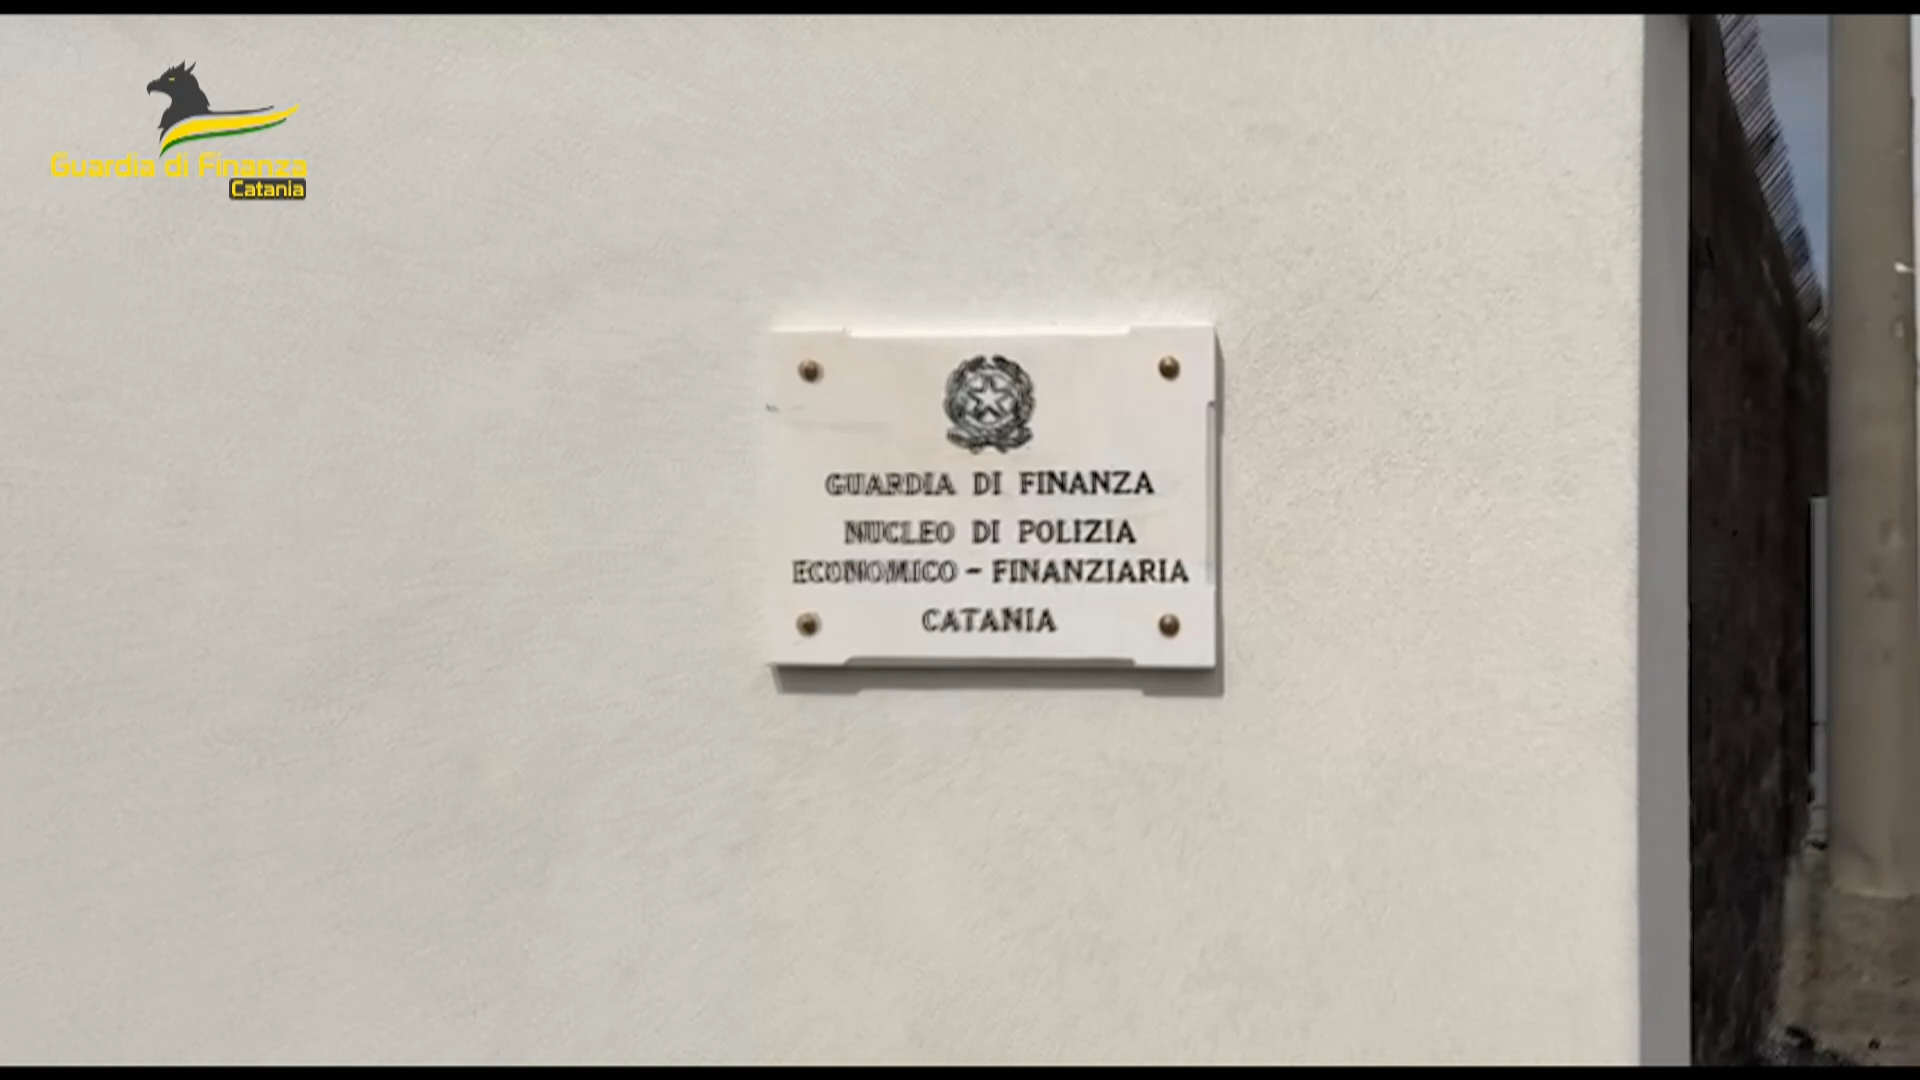 Guardia di Finanza
Catania
GUARDIA DI FINANZA
NUCLEO DI POLIZIA
ECONOMICO - FINANZIARIA
CATANIA